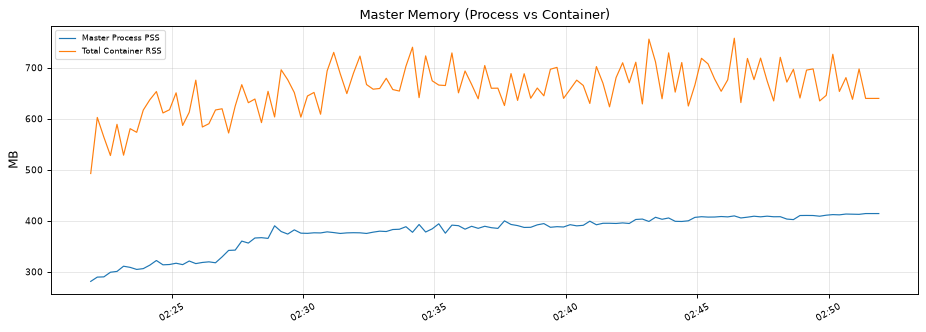 Master Memory (Process vs Container)
Master Process PSS
Total Container RSS
MB
700
600
500
400
300
02:25
02:30
02:35
02:40
02:45
02:50